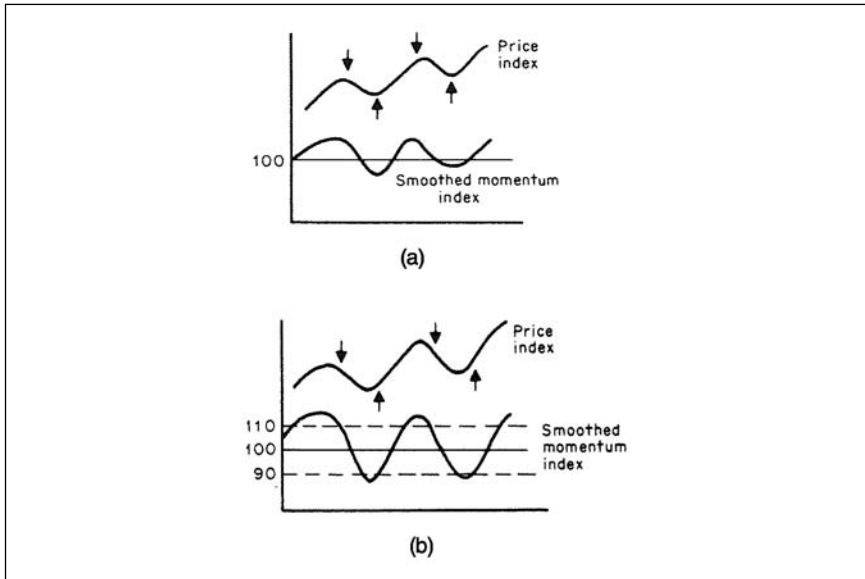 Price
index
100
Smoothed momentum
index
(a)
Price
index
110
100
90
Smoothed
momentum
index
(b)